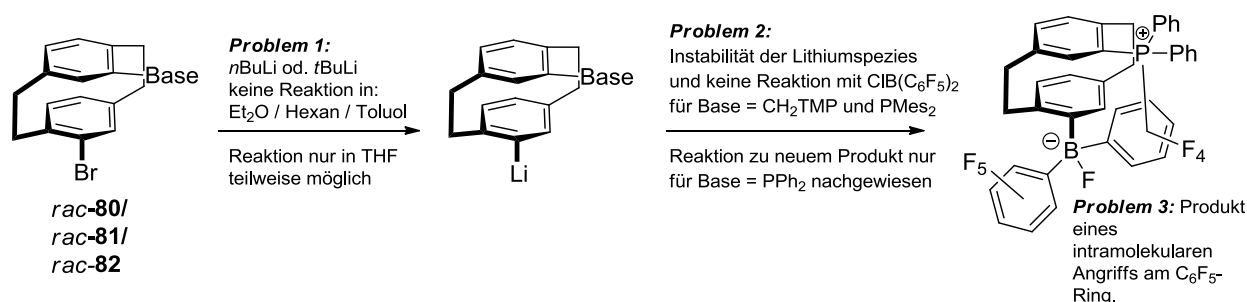 Base
Br
rac-80/
rac-81/
rac-82
Problem 1:
nBuLi od. tBuLi
keine Reaktion in:
Et₂O / Hexan / Toluol
Reaktion nur in THF
teilweise möglich
Base
Li
Problem 2:
Instabilität der Lithiumspezies
und keine Reaktion mit ClB(C₆F₅)₂
für Base = CH₂TMP und PMes₂
Reaktion zu neuem Produkt nur
für Base = PPh₂ nachgewiesen
Ph
⊕
P
Ph
⊖
B
F
F₅
F₄
Problem 3: Produkt
eines
intramolekularen
Angriffs am C₆F₅-
Ring.